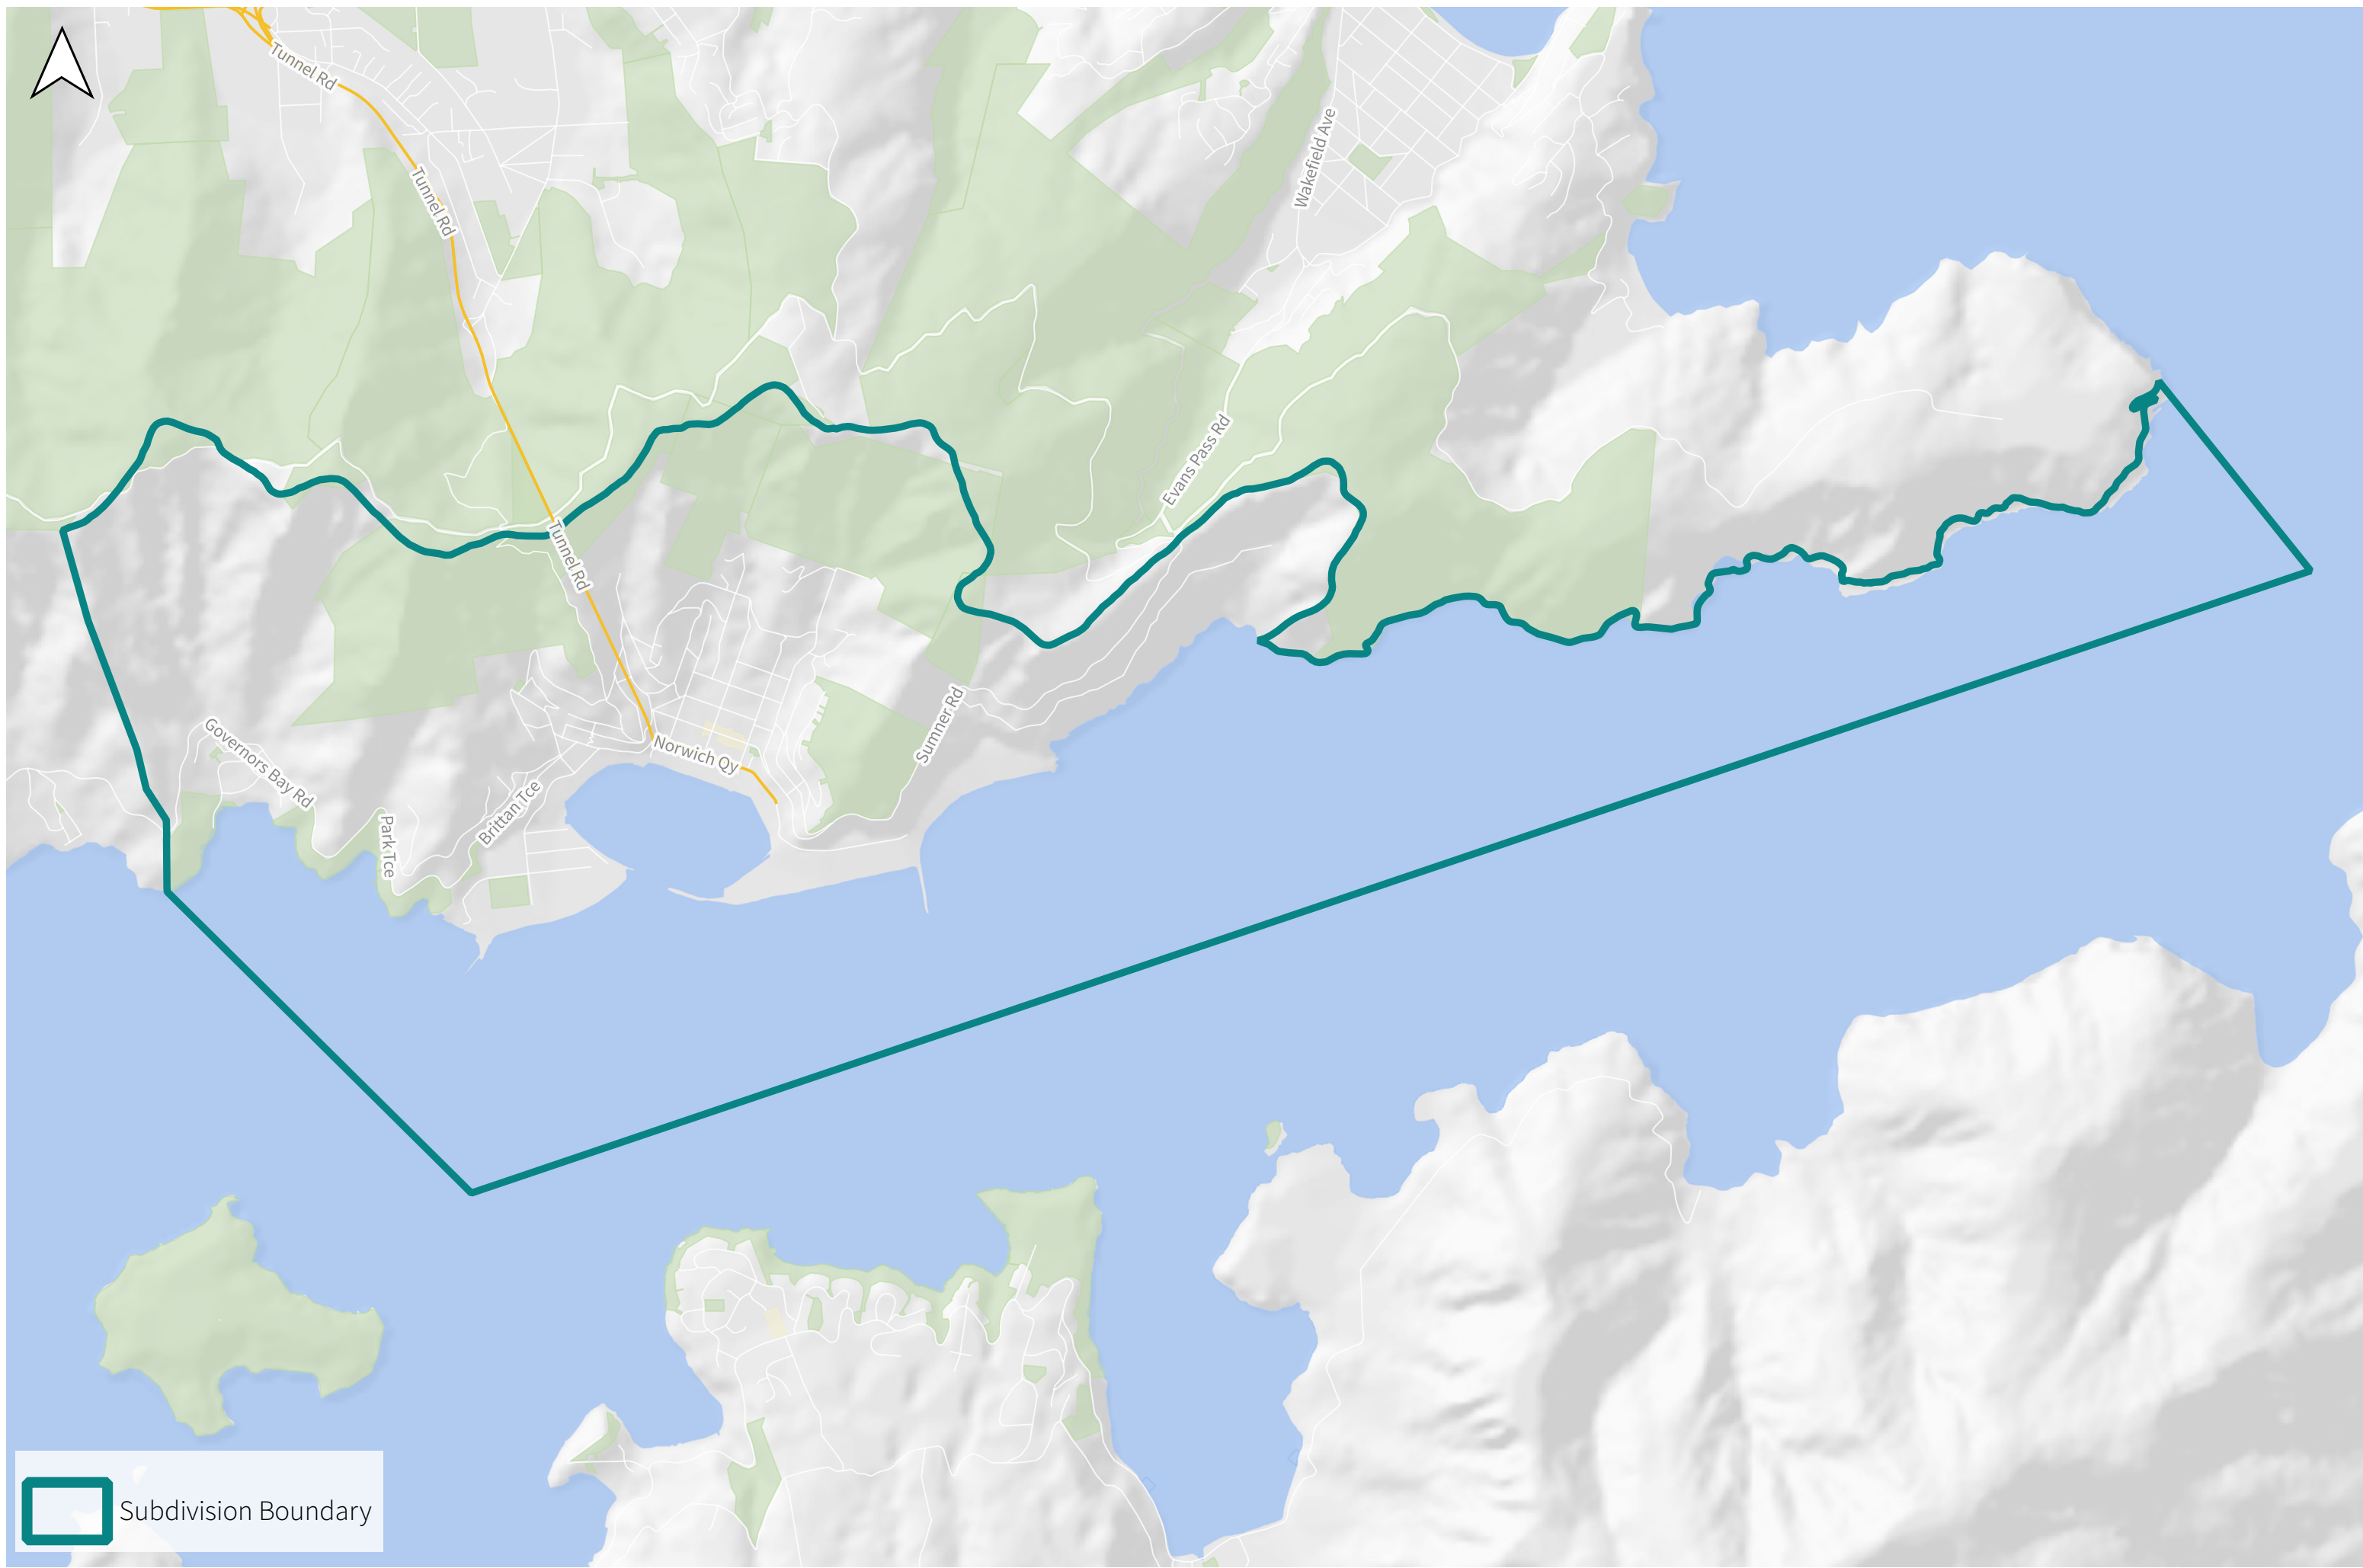 Tunnel Rd
Wakefield Ave
Tunnel Rd
Evans Pass Rd
Tunnel Rd
Sumner Rd
Governors Bay Rd
Norwich Qy
Brittan Tce
Park Tce
Subdivision Boundary